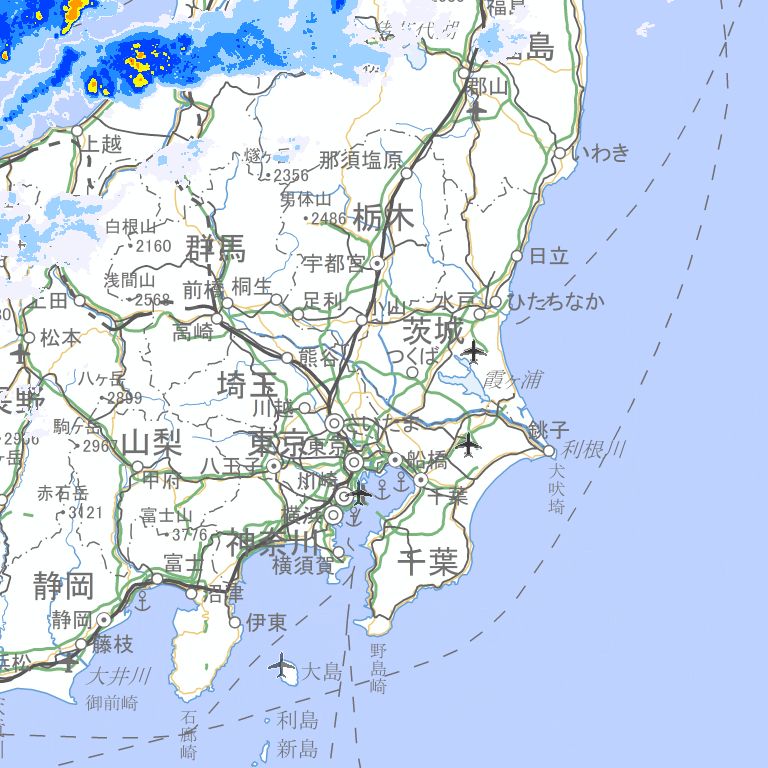 福島
郡山
いわき
上越
那須塩原
2356
男体山
2486
栃木
白根山
2160
群馬
宇都宮
日立
浅間山
2568
前橋
桐生
上田
足利
小山
水戸
ひたちなか
高崎
茨城
松本
熊谷
つくば
八ヶ岳
2899
埼玉
霞ヶ浦
長野
川越
駒ヶ岳
さいたま
銚子
山梨
東京
東京
船橋
利根川
八王子
甲府
川崎
千葉
犬吠埼
赤石岳
3121
富士山
3776
横浜
神奈川
千葉
横須賀
富士
静岡
沼津
静岡
伊東
藤枝
浜松
野島崎
大井川
大島
御前崎
石廊崎
利島
新島